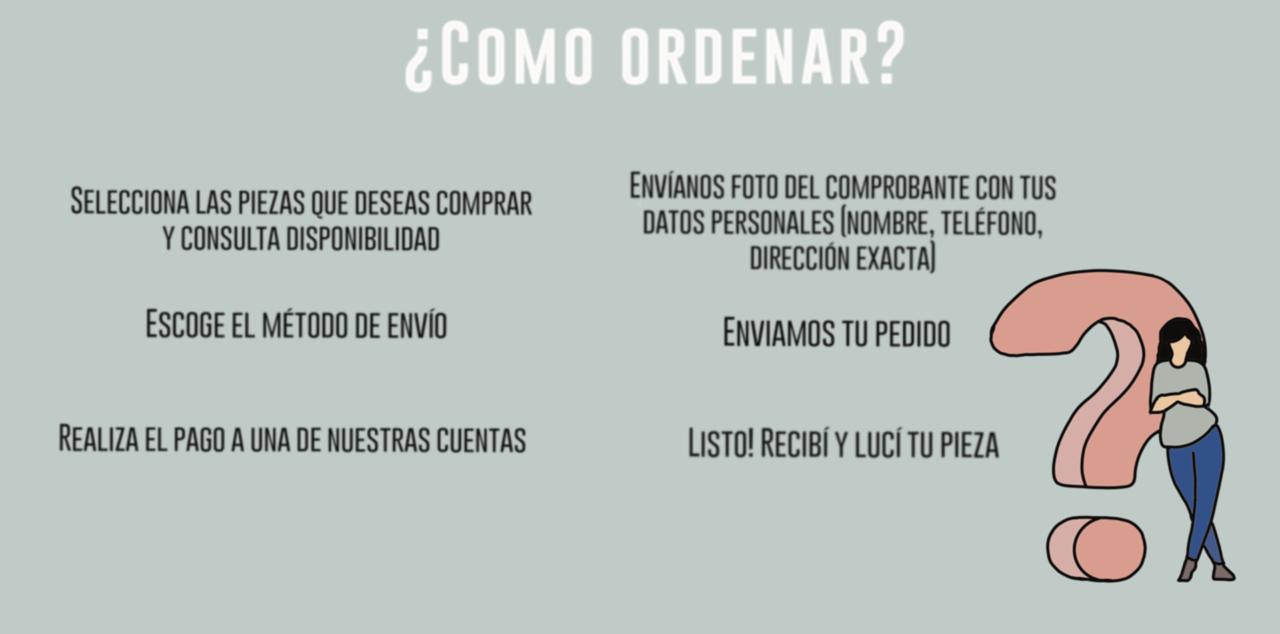 ¿Como ordenar?
Selecciona las piezas que deseas comprar
y consulta disponibilidad
Escoge el método de envío
Realiza el pago a una de nuestras cuentas
Envíanos foto del comprobante con tus
datos personales (nombre, teléfono,
dirección exacta)
Enviamos tu pedido
Listo! Recibí y lucí tu pieza